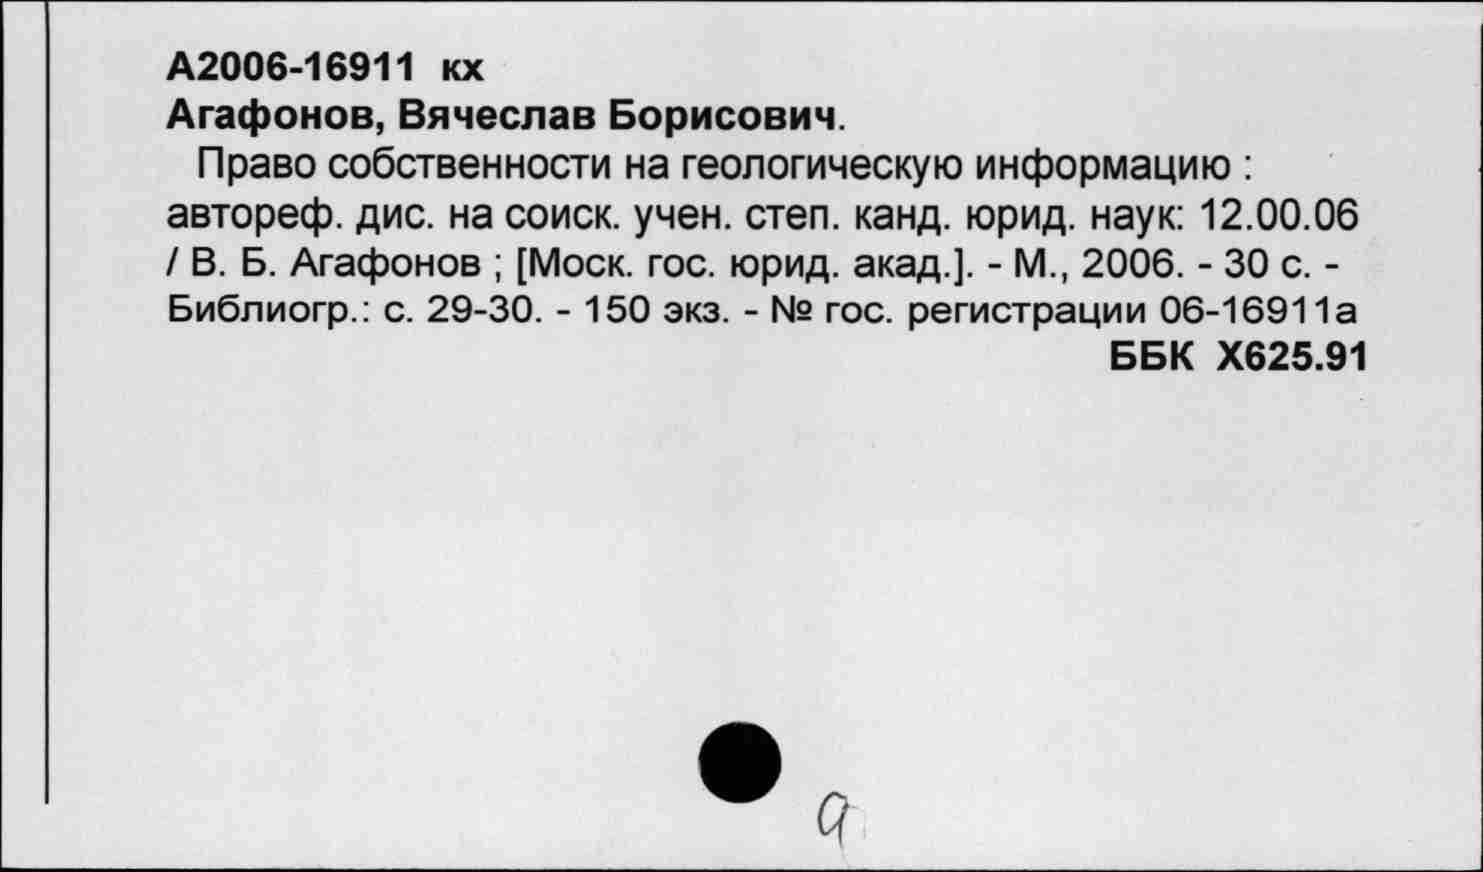 А2006-16911 кх
Агафонов, Вячеслав Борисович.
Право собственности на геологическую информацию :
автореф. дис. на соиск. учен. степ. канд. юрид. наук: 12.00.06
/ В. Б. Агафонов ; [Моск. гос. юрид. акад.]. - М., 2006. - 30 с. -
Библиогр.: с. 29-30. - 150 экз. - № гос. регистрации 06-16911а
ББК Х625.91